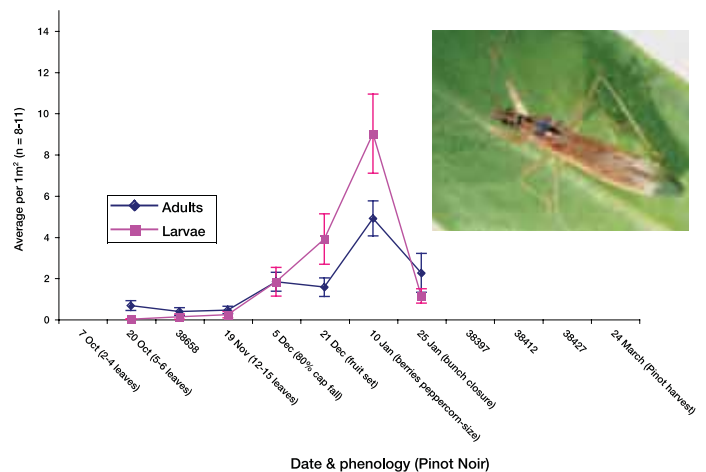 14
12
10
8
6
4
2
0
Average per 1m² (n = 8-11)
Adults
Larvae
7 Oct (2-4 leaves)
20 Oct (5-6 leaves)
38658
19 Nov (12-15 leaves)
5 Dec (80% cap fall)
21 Dec (fruit set)
10 Jan (berries peppercorn-size)
25 Jan (bunch closure)
38397
38412
38427
24 March (Pinot harvest)
Date & phenology (Pinot Noir)